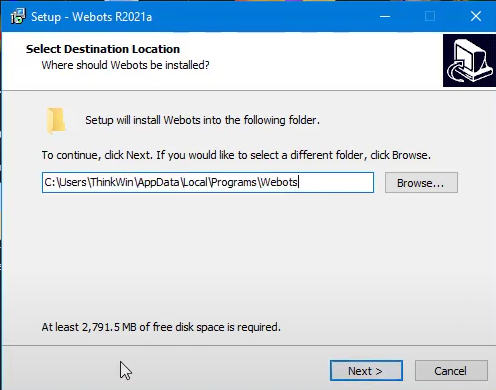 Setup - Webots R2021a
Select Destination Location
Where should Webots be installed?
Setup will install Webots into the following folder.
To continue, click Next. If you would like to select a different folder, click Browse.
C:\Users\ThinkWin\AppData\Local\Programs\Webots
Browse...
At least 2,791.5 MB of free disk space is required.
Next >
Cancel